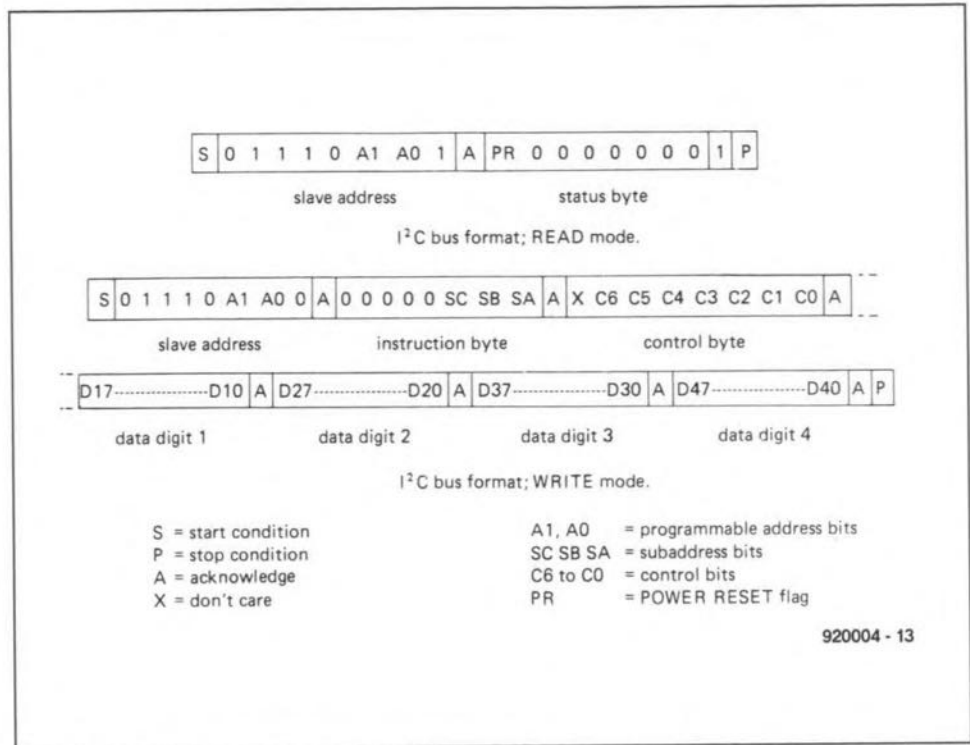 S 0 1 1 1 0 A1 A0 1 A PR 0 0 0 0 0 0 0 1 P
slave address status byte
I²C bus format; READ mode.
S 0 1 1 1 0 A1 A0 0 A 0 0 0 0 0 SC SB SA A X C6 C5 C4 C3 C2 C1 C0 A
slave address instruction byte control byte
D17---------------D10 A D27---------------D20 A D37---------------D30 A D47---------------D40 A P
data digit 1 data digit 2 data digit 3 data digit 4
I²C bus format; WRITE mode.
S = start condition
P = stop condition
A = acknowledge
X = don't care
A1, A0 = programmable address bits
SC SB SA = subaddress bits
C6 to C0 = control bits
PR = POWER RESET flag
920004 - 13